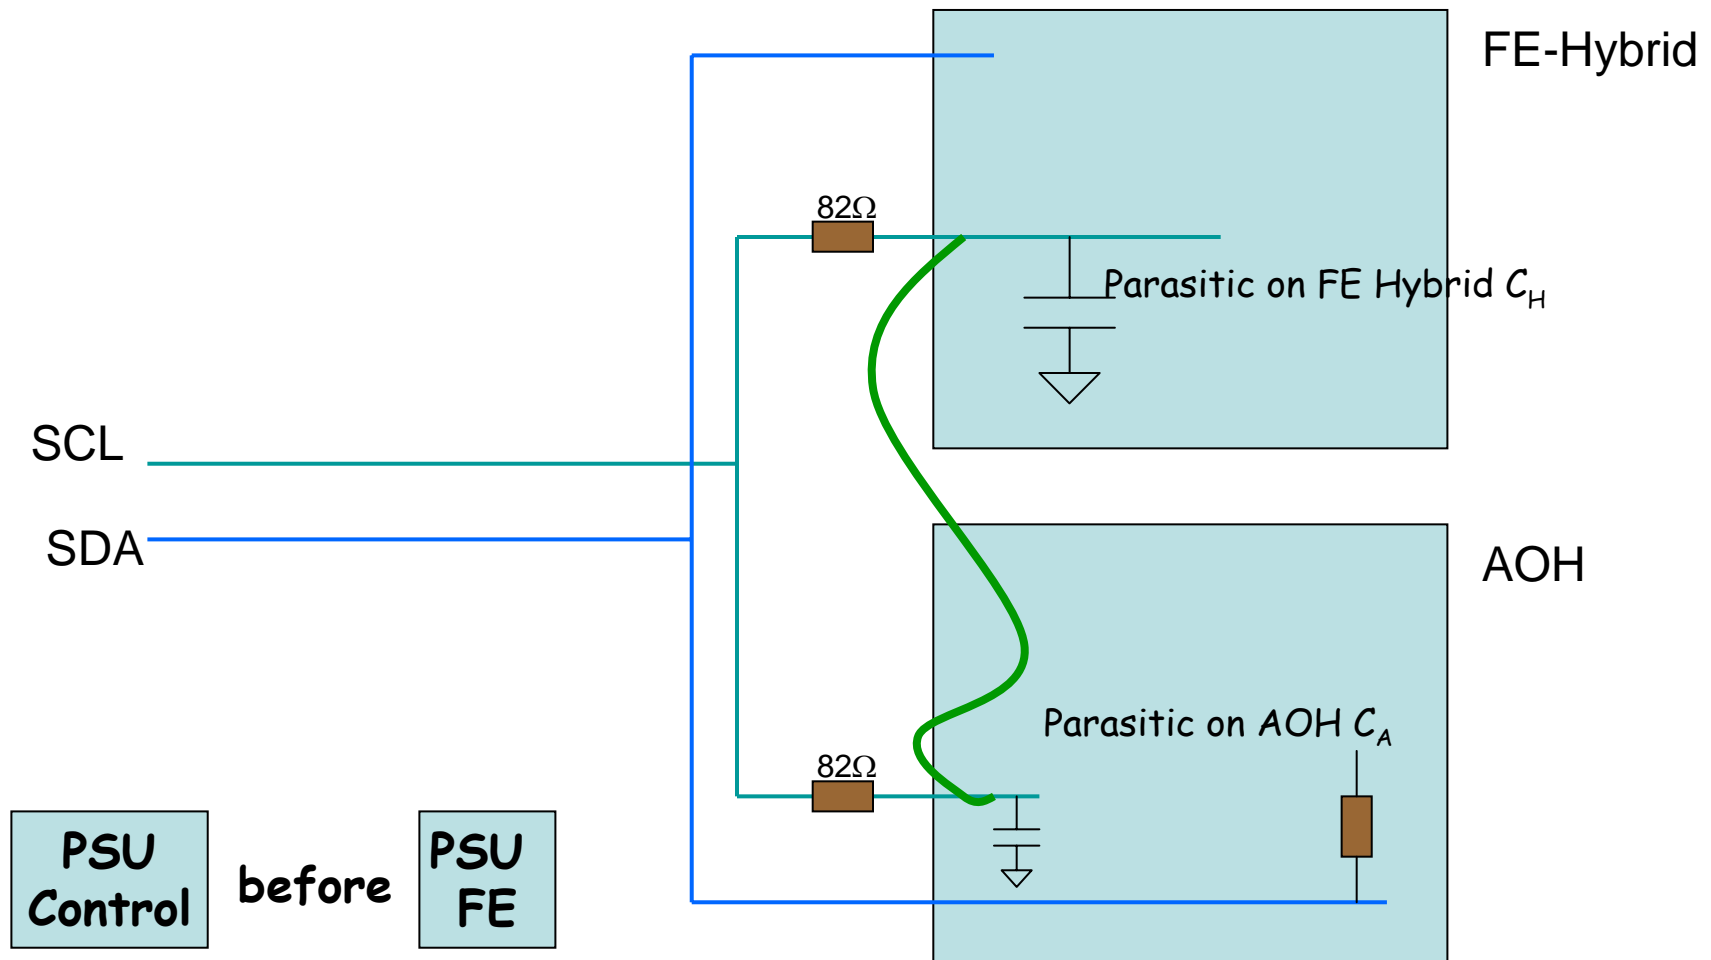 FE-Hybrid
82Ω
Parasitic on FE Hybrid C_H
SCL
SDA
AOH
Parasitic on AOH C_A
82Ω
PSU
Control
before
PSU
FE